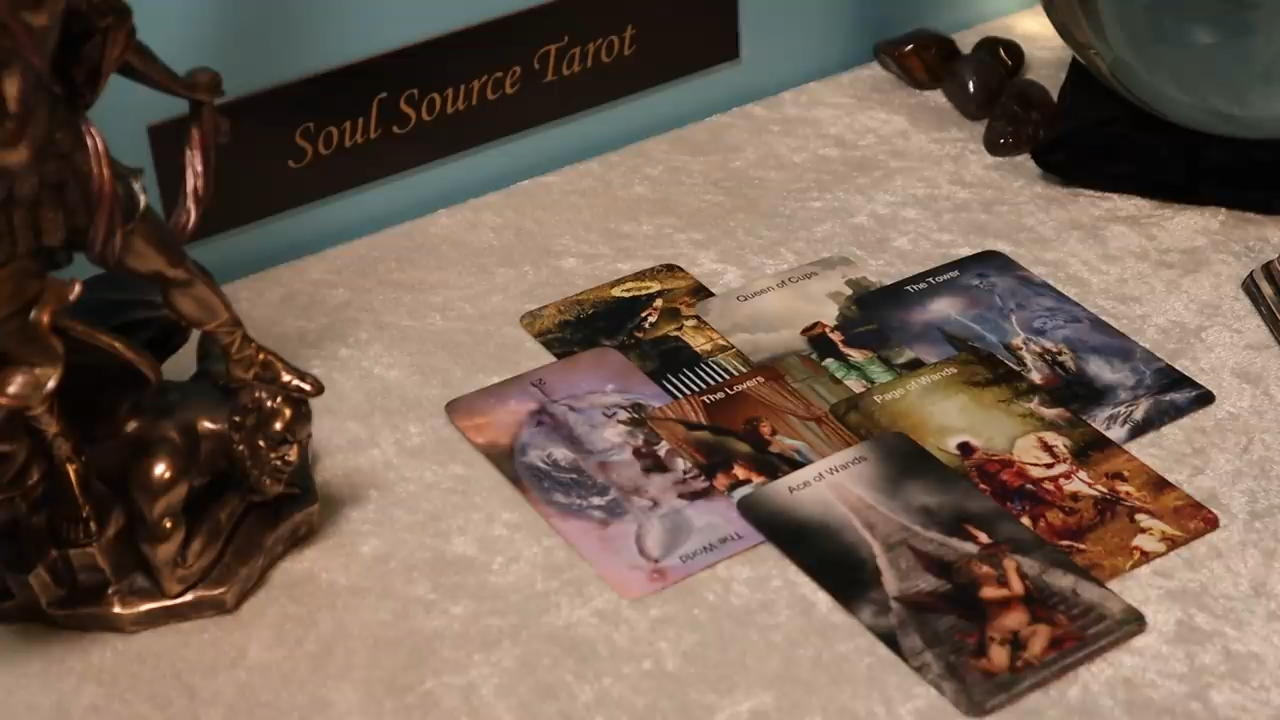 Soul Source Tarot
Queen of Cups
The Tower
The Lovers
Page of Wands
21
Ace of Wands
The World